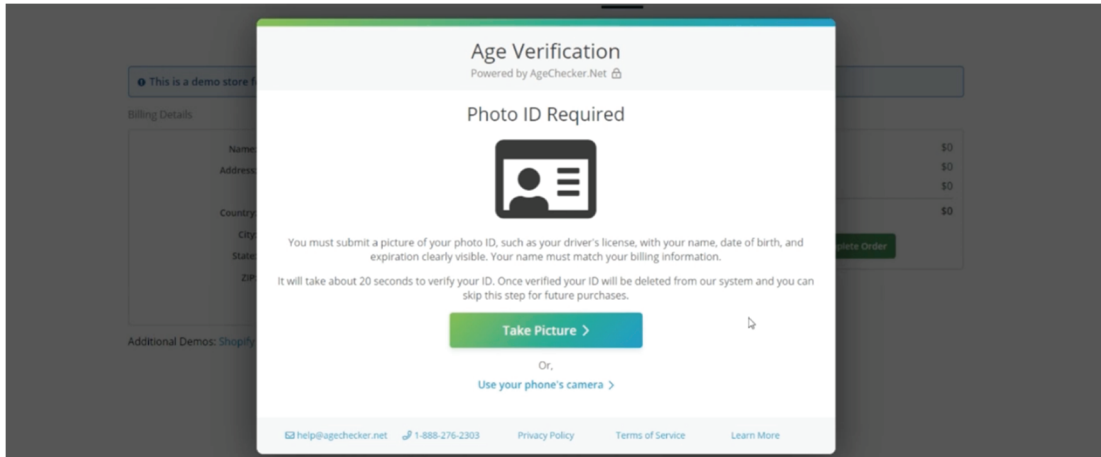 This is a demo store f
Billing Details
Name:
Address:
Country:
City:
State:
ZIP:
Additional Demos: Shopify
$0
$0
$0
$0
plete Order
Age Verification
Powered by AgeChecker.Net
Photo ID Required
You must submit a picture of your photo ID, such as your driver's license, with your name, date of birth, and
expiration clearly visible. Your name must match your billing information.
It will take about 20 seconds to verify your ID. Once verified your ID will be deleted from our system and you can
skip this step for future purchases.
Take Picture >
Or,
Use your phone's camera >
help@agechecker.net 1-888-276-2303 Privacy Policy Terms of Service Learn More